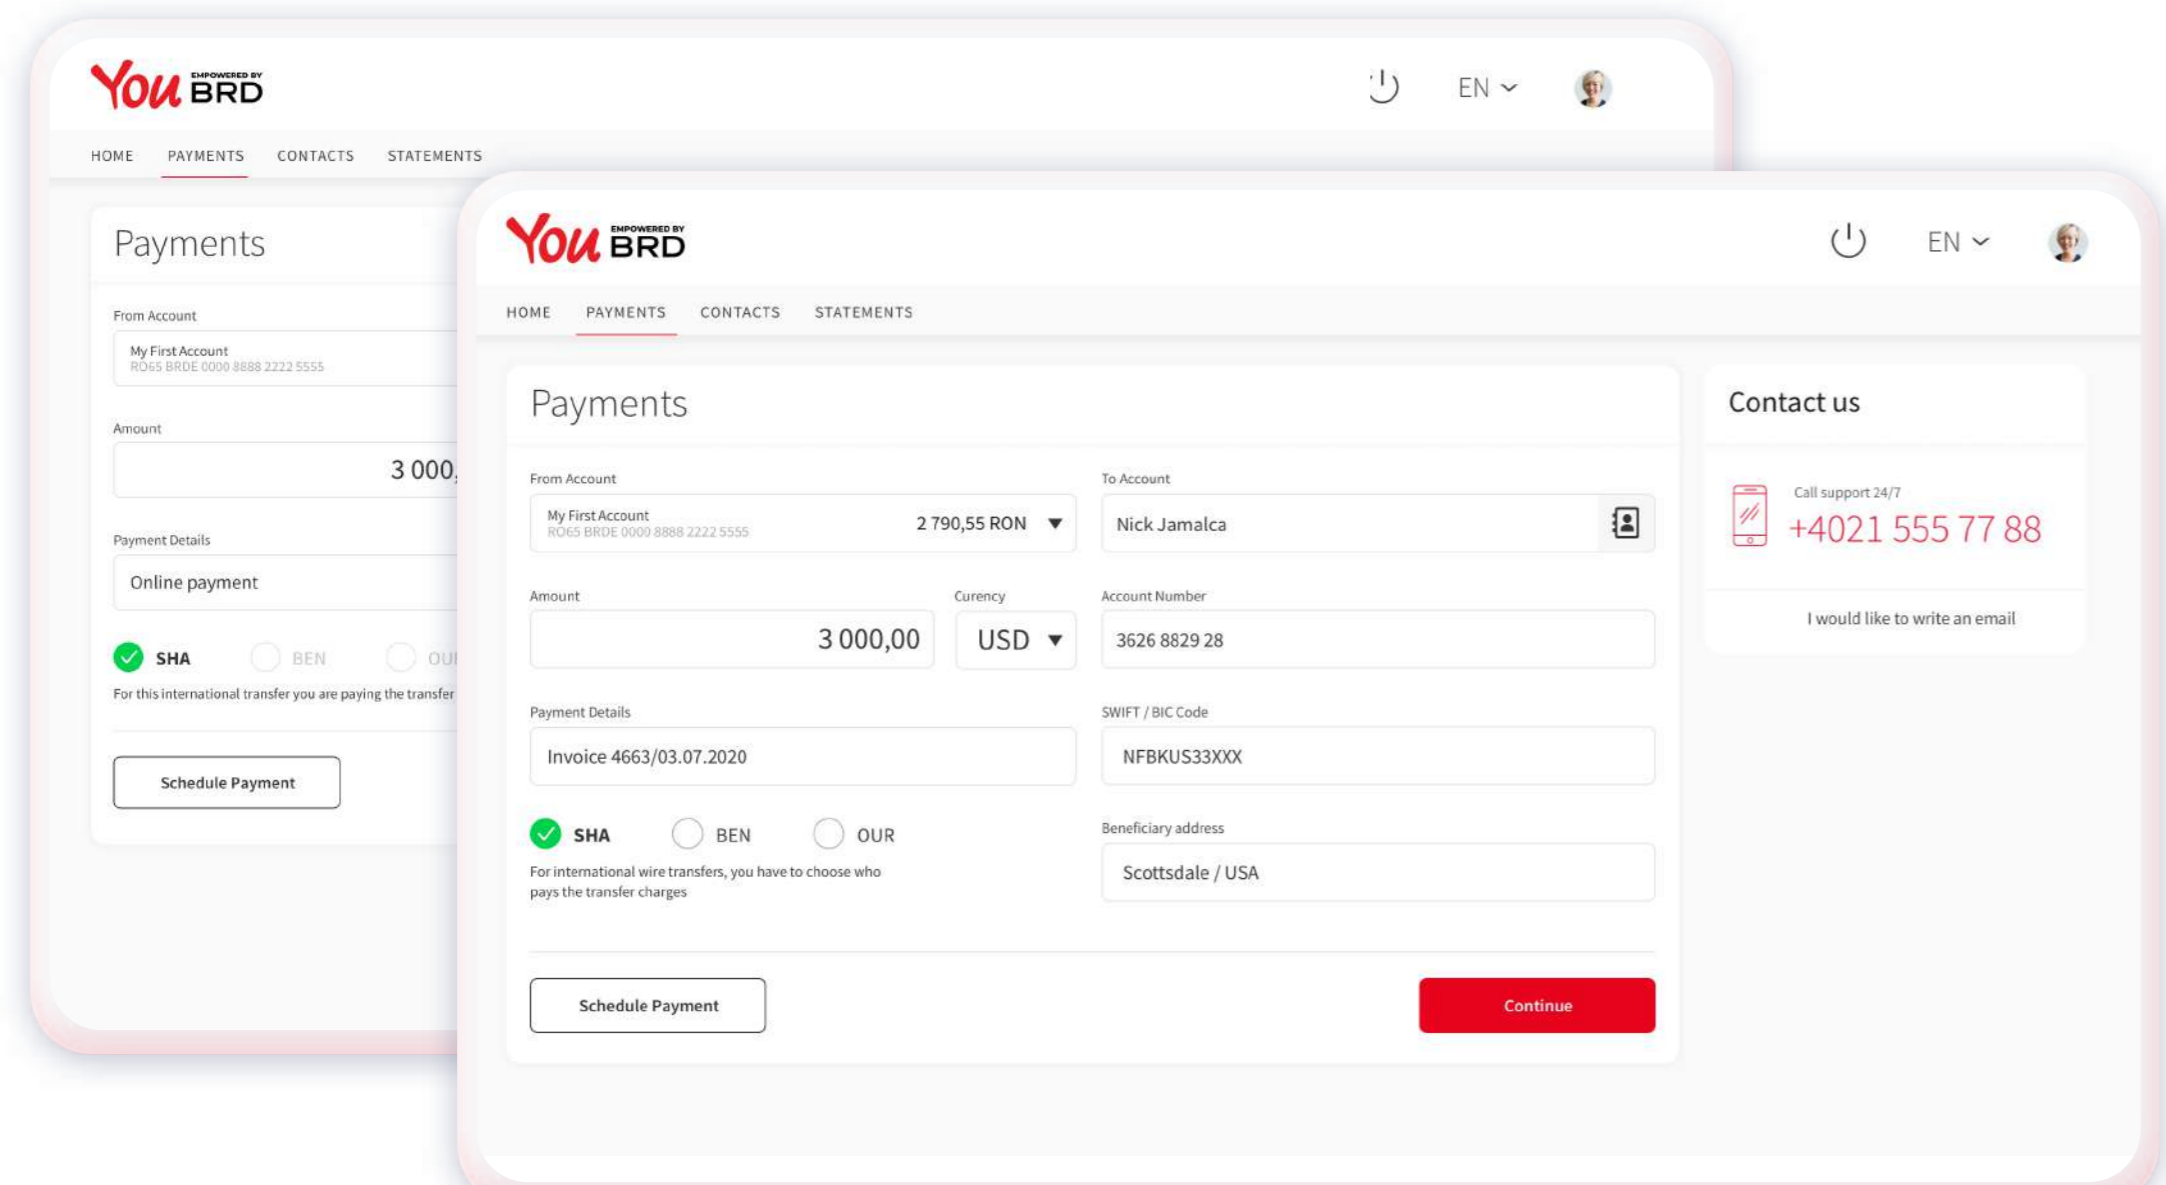 You EMPOWERED BY BRD
EN
HOME PAYMENTS CONTACTS STATEMENTS
Payments
From Account
My First Account
RO65 BRDE 0000 8888 2222 5555
Amount
3 000,
Payment Details
Online payment
SHA BEN OU
For this international transfer you are paying the transfer
Schedule Payment
You EMPOWERED BY BRD
EN
HOME PAYMENTS CONTACTS STATEMENTS
Payments
From Account
My First Account
RO65 BRDE 0000 8888 2222 5555
2 790,55 RON
To Account
Nick Jamalca
Amount
3 000,00
Curency
USD
Account Number
3626 8829 28
Payment Details
Invoice 4663/03.07.2020
SWIFT / BIC Code
NFBKUS33XXX
SHA BEN OUR
For international wire transfers, you have to choose who
pays the transfer charges
Beneficiary address
Scottsdale / USA
Schedule Payment
Continue
Contact us
Call support 24/7
+4021 555 77 88
I would like to write an email